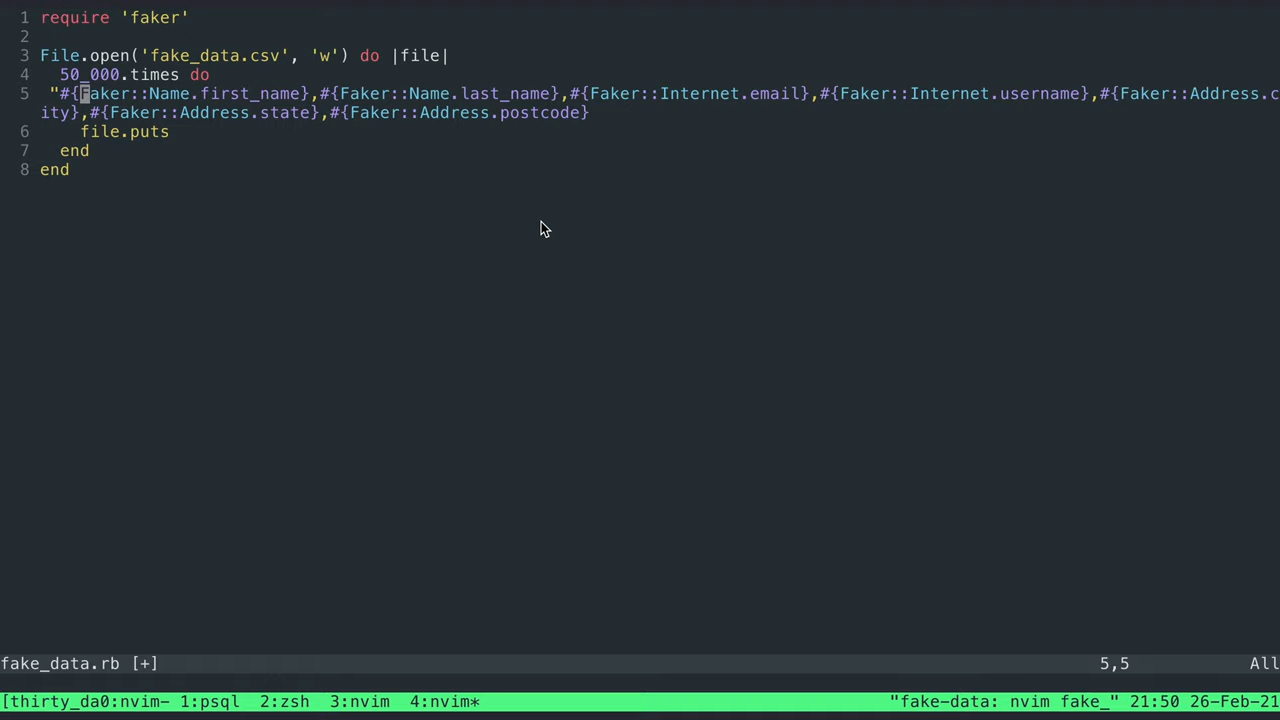 1 require 'faker'
2
3 File.open('fake_data.csv', 'w') do |file|
4   50_000.times do
5  "#{Faker::Name.first_name},#{Faker::Name.last_name},#{Faker::Internet.email},#{Faker::Internet.username},#{Faker::Address.c
ity},#{Faker::Address.state},#{Faker::Address.postcode}
6     file.puts
7   end
8 end
fake_data.rb [+] 5,5 All
[thirty_da0:nvim- 1:psql  2:zsh  3:nvim  4:nvim* "fake-data: nvim fake_" 21:50 26-Feb-21